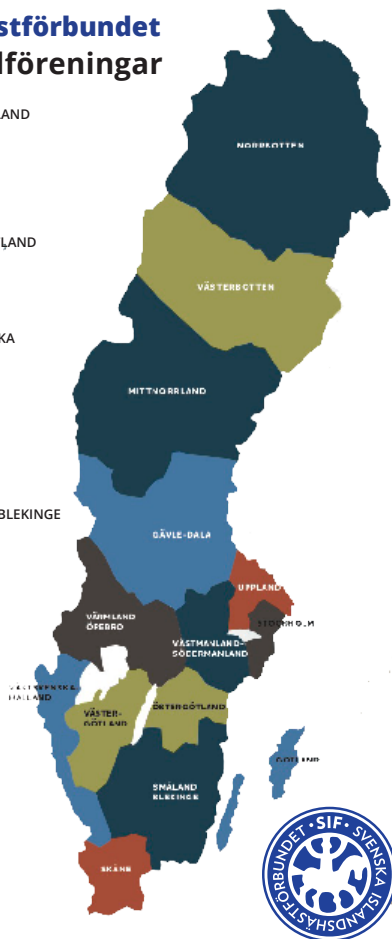 stförbundet
föreningar
LAND
LAND
KA
BLEKINGE
NORRBOTTEN
VÄSTERBOTTEN
MITTNORRLAND
GÄVLE-DALA
UPPLAND
STOCKHOLM
VÄRMLAND
ÖREBRO
VÄSTMANLAND-
SÖDERMANLAND
VÄSTSVENSKA
HALLAND
VÄSTER-
GÖTLAND
ÖSTERGÖTLAND
GOTLAND
SMÅLAND
BLEKINGE
SKÅNE
·SIF· SVENSKA ISLANDSHÄSTFÖRBUNDET